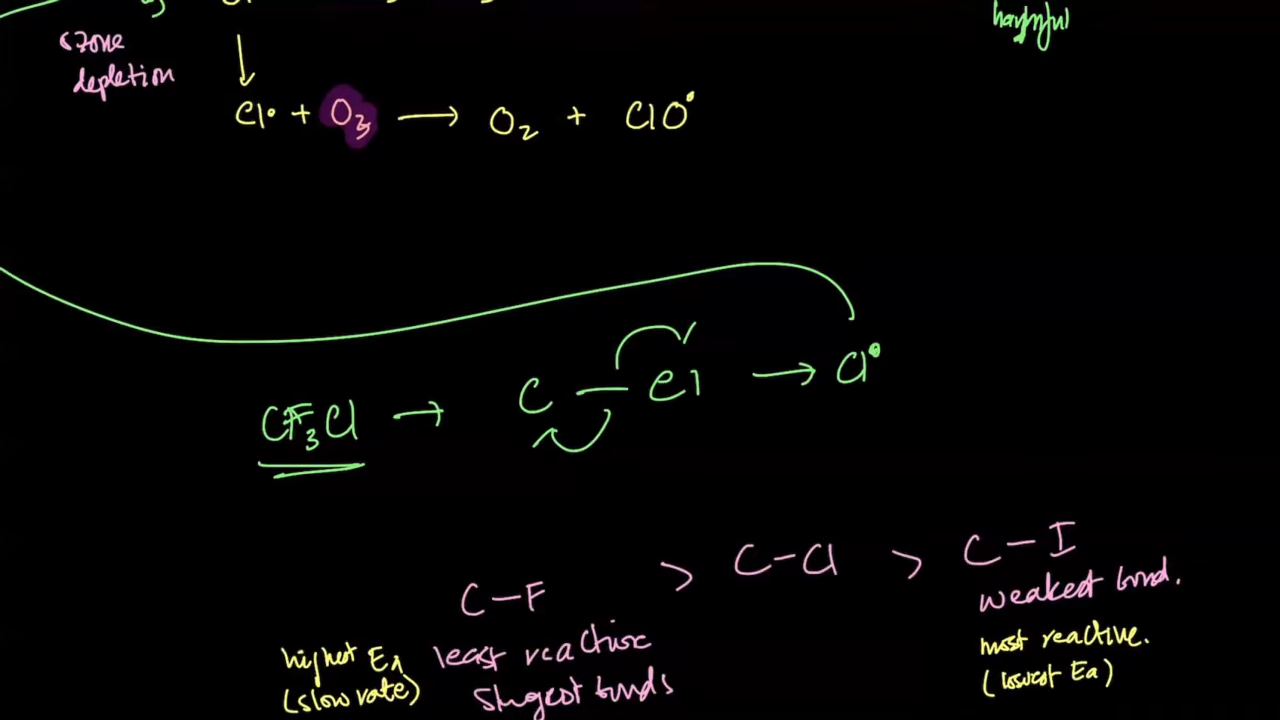 harmful
Ozone
depletion
Cl• + O₃ → O₂ + ClO•
CF₃Cl → C — Cl → Cl•
C – F > C – Cl > C – I
weakest bond.
least reactive
strongest bonds
highest Ea
(slow rate)
most reactive.
(lowest Ea)